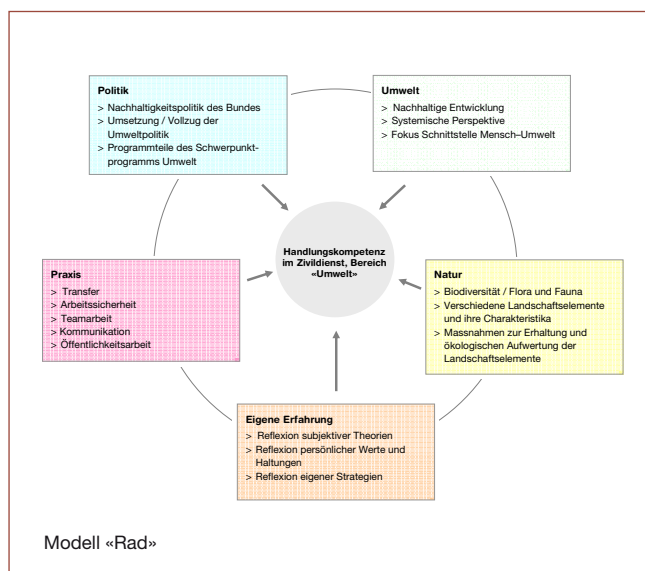 Politik
> Nachhaltigkeitspolitik des Bundes
> Umsetzung / Vollzug der
Umweltpolitik
> Programmteile des Schwerpunkt-
programms Umwelt
Umwelt
> Nachhaltige Entwicklung
> Systemische Perspektive
> Fokus Schnittstelle Mensch–Umwelt
Handlungskompetenz
im Zivildienst, Bereich
«Umwelt»
Praxis
> Transfer
> Arbeitssicherheit
> Teamarbeit
> Kommunikation
> Öffentlichkeitsarbeit
Natur
> Biodiversität / Flora und Fauna
> Verschiedene Landschaftselemente
und ihre Charakteristika
> Massnahmen zur Erhaltung und
ökologischen Aufwertung der
Landschaftselemente
Eigene Erfahrung
> Reflexion subjektiver Theorien
> Reflexion persönlicher Werte und
Haltungen
> Reflexion eigener Strategien
Modell «Rad»